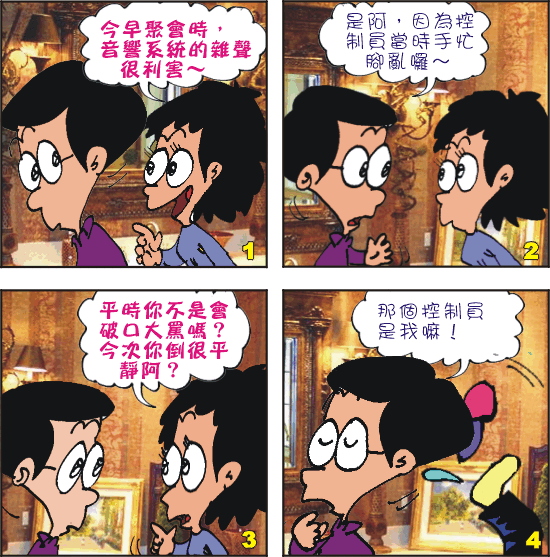 今早聚會時，
音響系統的雜聲
很利害～
1
是阿，因為控
制員當時手忙
腳亂囉～
2
平時你不是會
破口大罵嗎？
今次你倒很平
靜阿？
3
那個控制員
是我嘛！
4